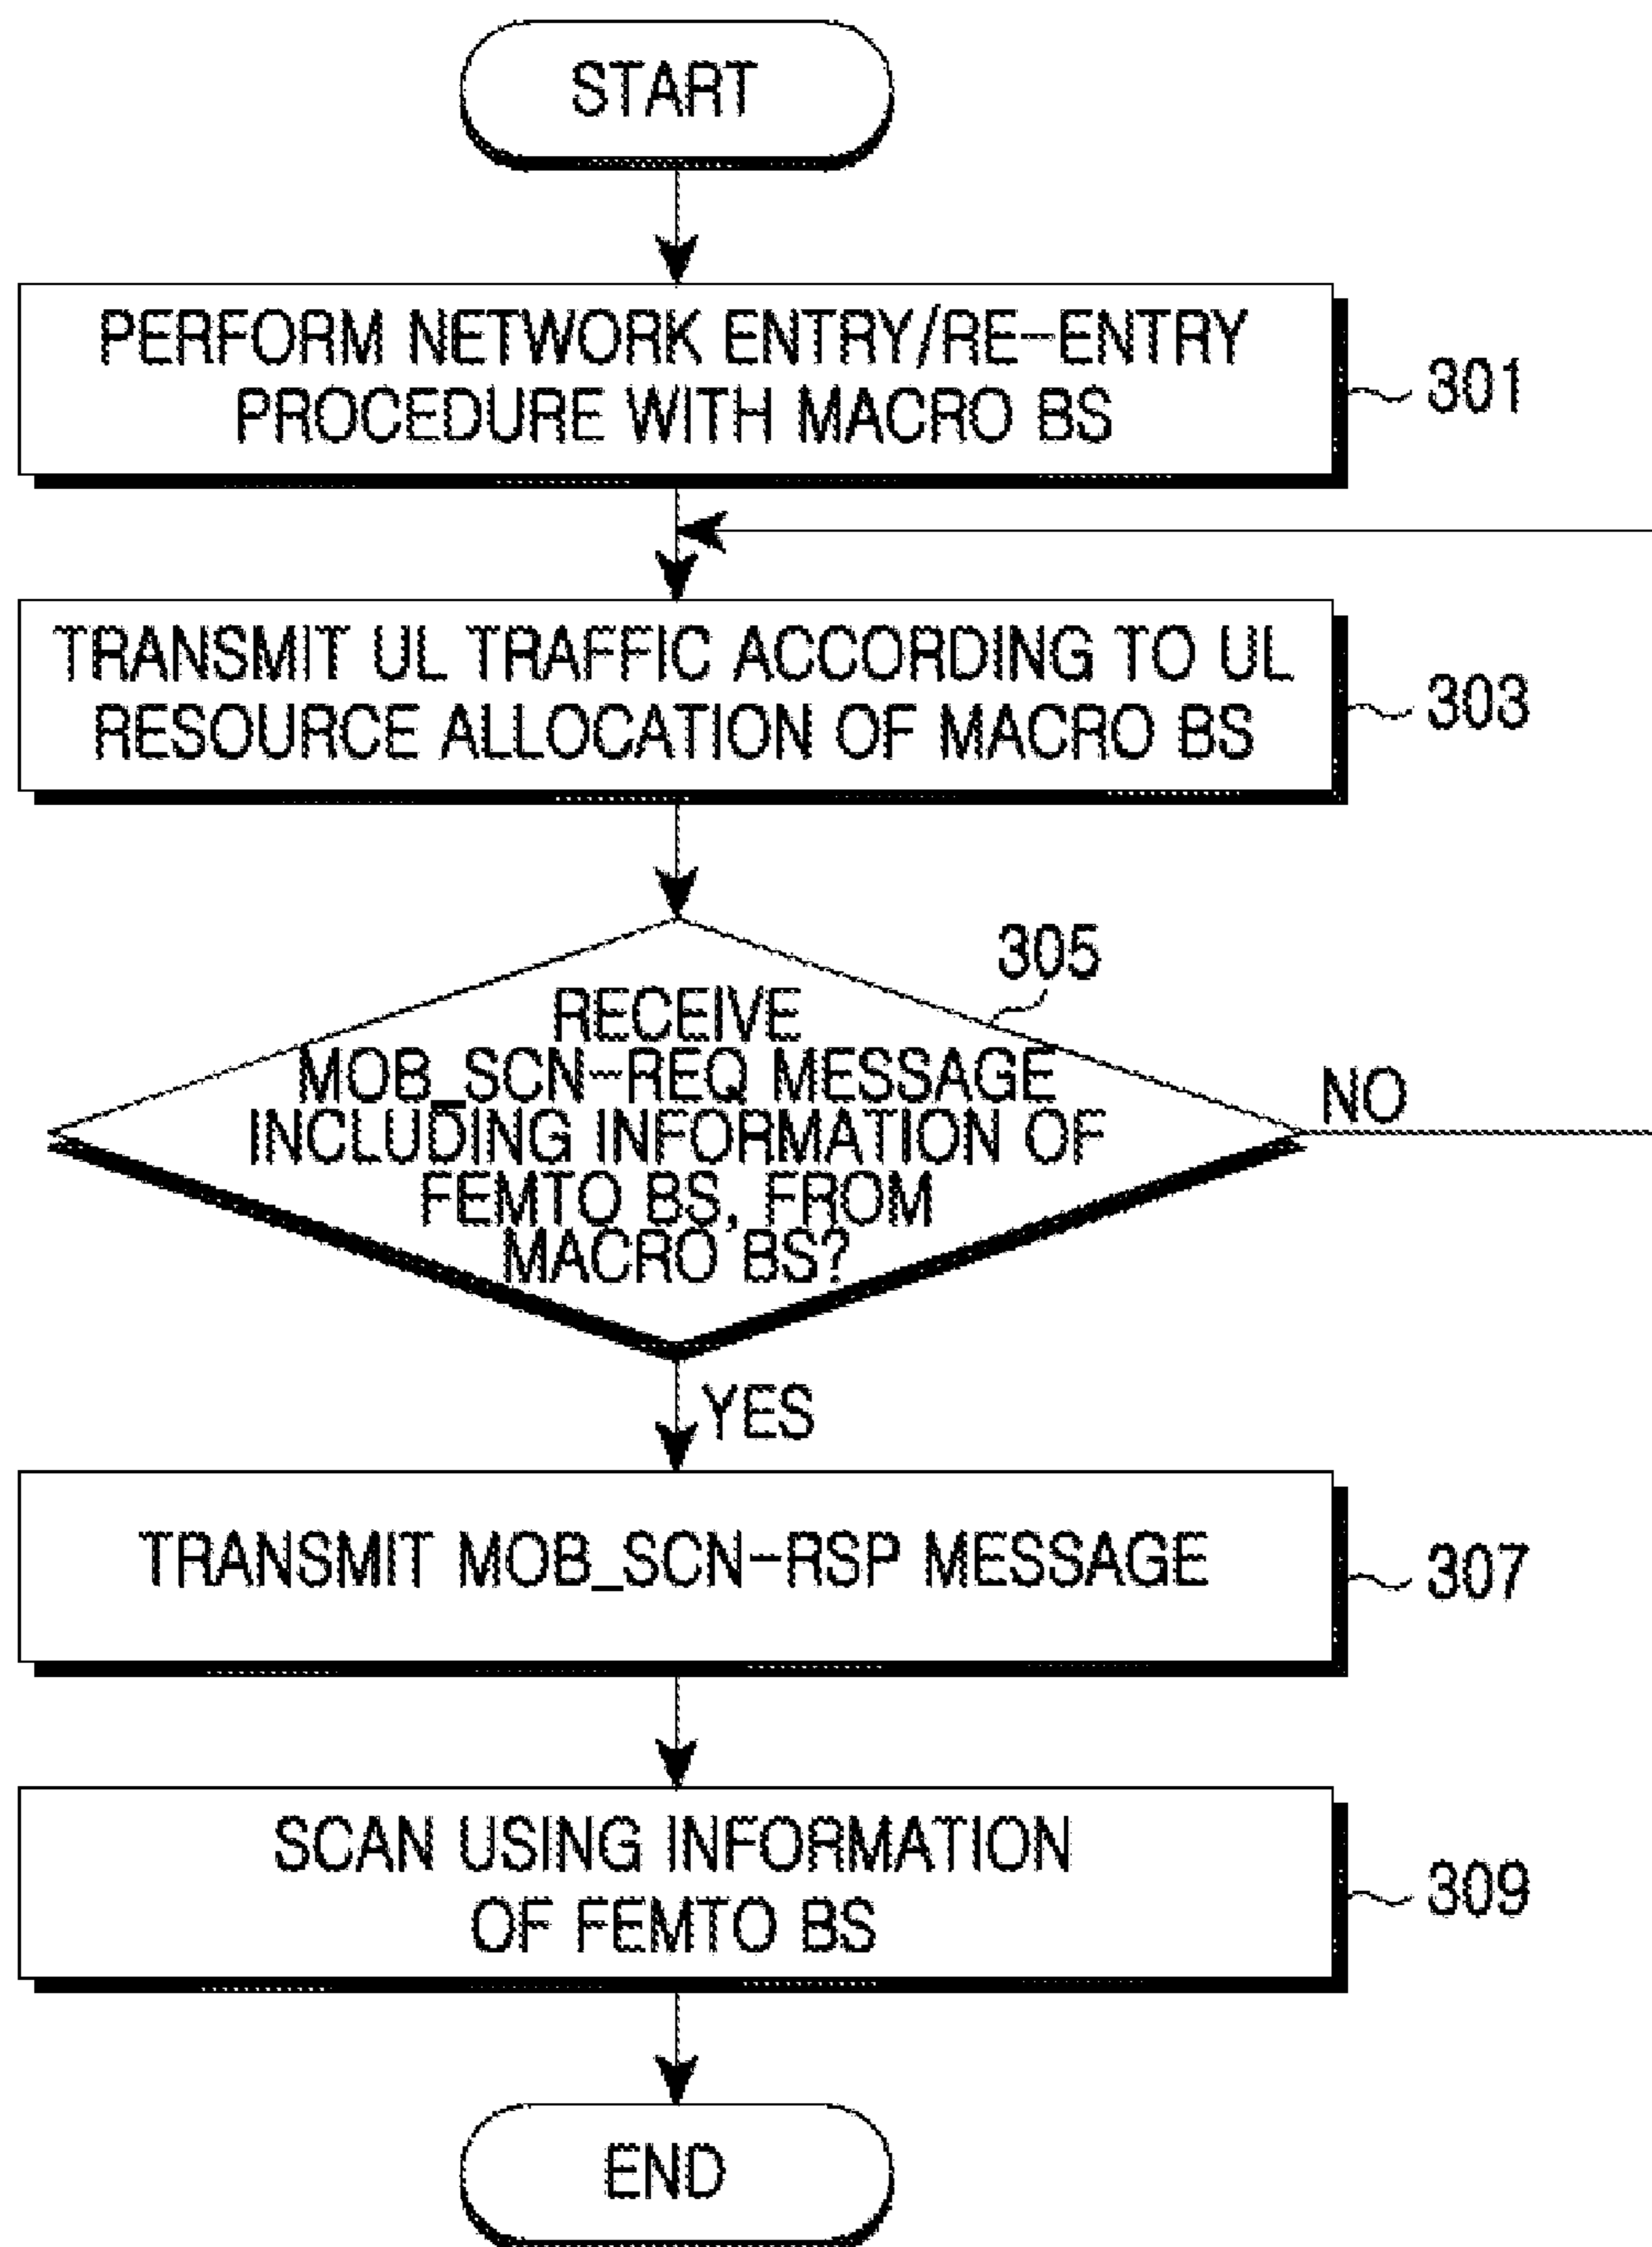 START
PERFORM NETWORK ENTRY/RE-ENTRY
PROCEDURE WITH MACRO BS
301
TRANSMIT UL TRAFFIC ACCORDING TO UL
RESOURCE ALLOCATION OF MACRO BS
303
305
RECEIVE
MOB_SCN-REQ MESSAGE
INCLUDING INFORMATION OF
FEMTO BS, FROM
MACRO BS?
NO
YES
TRANSMIT MOB_SCN-RSP MESSAGE
307
SCAN USING INFORMATION
OF FEMTO BS
309
END